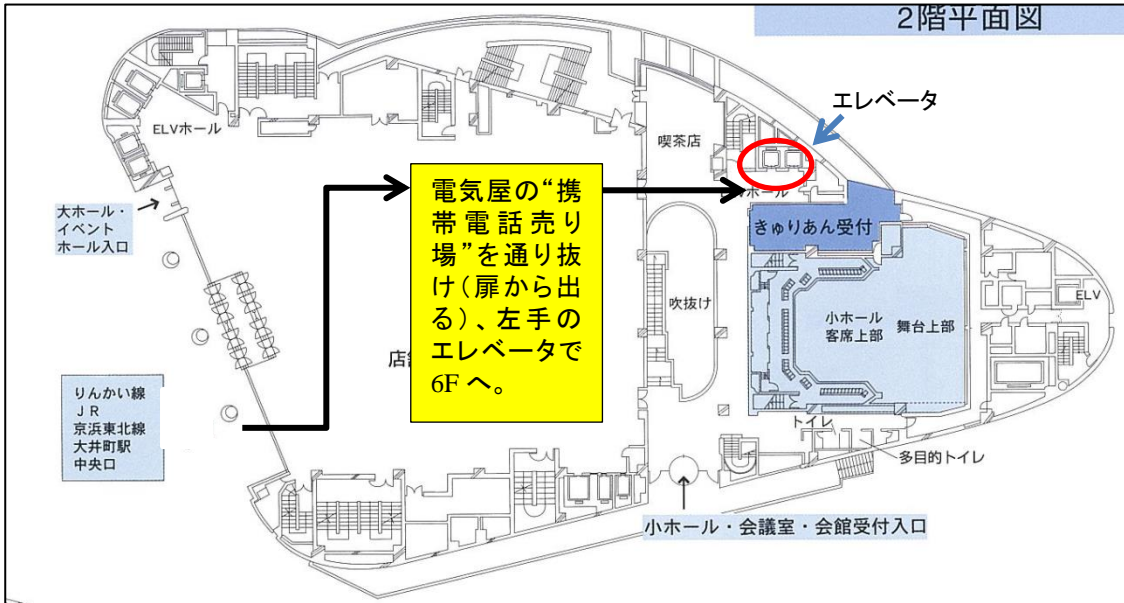 2階平面図
エレベータ
ELVホール
喫茶店
電気屋の“携
帯電話売り
場”を通り抜
け(扉から出
る)、左手の
エレベータで
6Fへ。
ホール
きゅりあん受付
大ホール・
イベント
ホール入口
吹抜け
小ホール
客席上部
舞台上部
ELV
店
りんかい線
JR
京浜東北線
大井町駅
中央口
トイレ
多目的トイレ
小ホール・会議室・会館受付入口